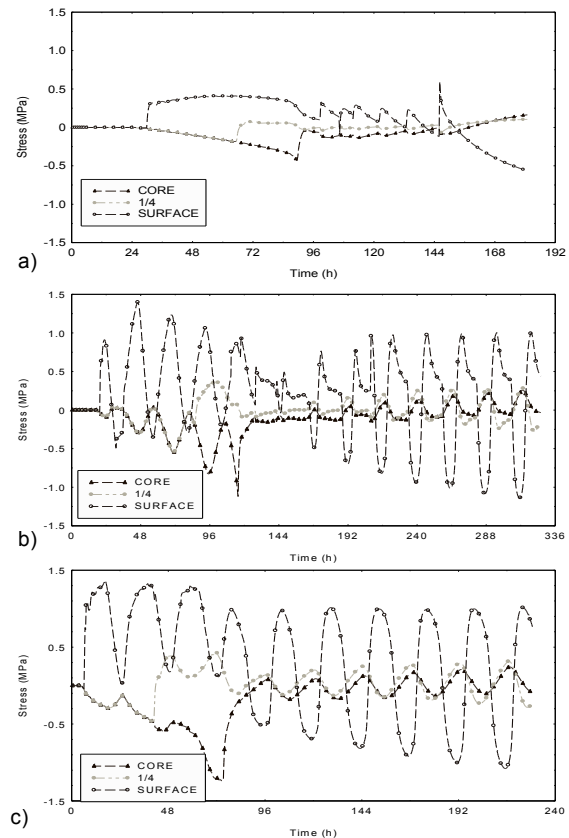 1.5
1.0
0.5
0
-0.5
-1.0
-1.5
Stress (MPa)
CORE
1/4
SURFACE
0 24 48 72 96 120 144 168 192
Time (h)
a)
1.5
1.0
0.5
0
-0.5
-1.0
-1.5
Stress (MPa)
CORE
1/4
SURFACE
0 48 96 144 192 240 288 336
Time (h)
b)
1.5
0.5
-0.5
-1.5
Stress (MPa)
CORE
1/4
SURFACE
0 48 96 144 192 240
Time (h)
c)